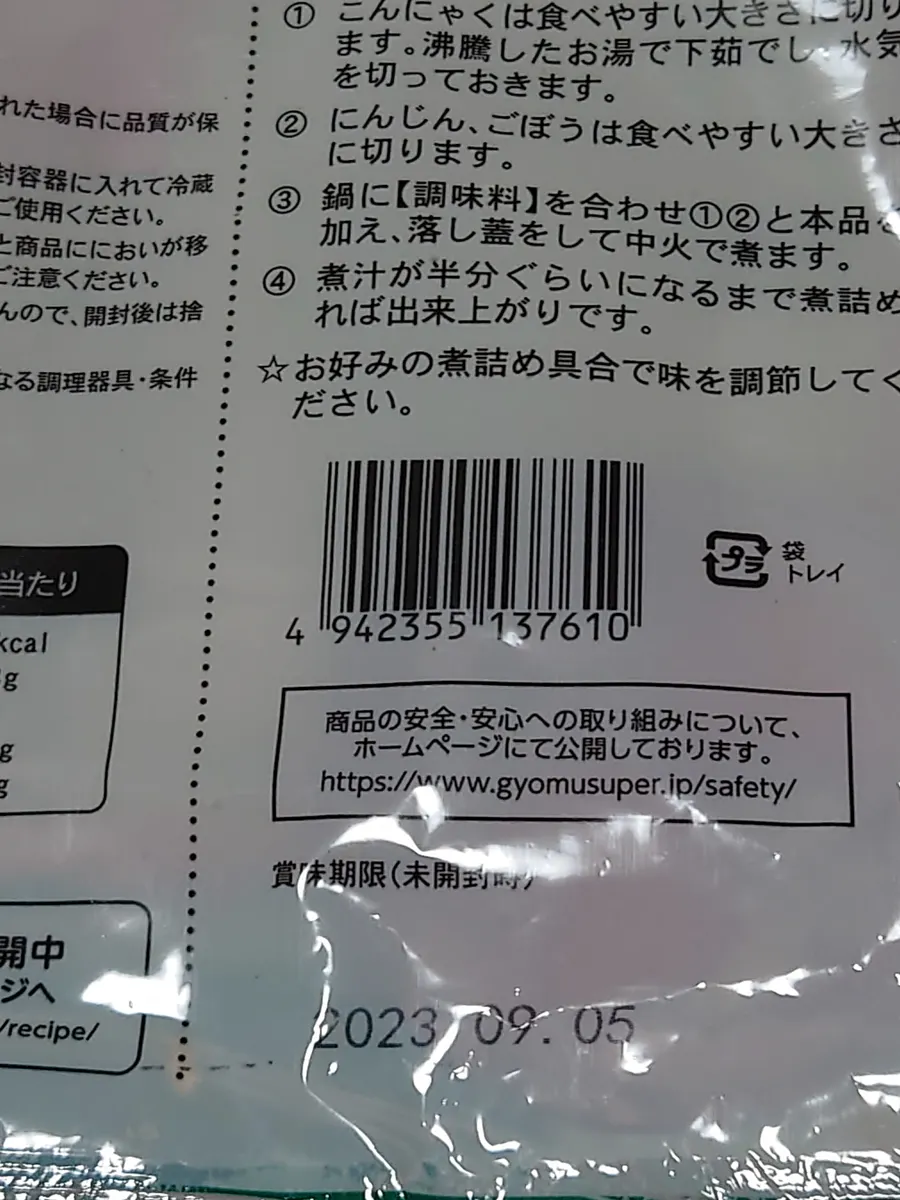 れた場合に品質が保
封容器に入れて冷蔵
ご使用ください。
と商品ににおいが移
ご注意ください。
んので、開封後は捨
なる調理器具・条件
当たり
kcal
g
g
g
開中
ジへ
/recipe/
① こんにゃくは食べやすい大きさに切り
ます。沸騰したお湯で下茹でし、水気
を切っておきます。
② にんじん、ごぼうは食べやすい大きさ
に切ります。
③ 鍋に【調味料】を合わせ①②と本品を
加え、落し蓋をして中火で煮ます。
④ 煮汁が半分ぐらいになるまで煮詰め
れば出来上がりです。
☆お好みの煮詰め具合で味を調節してく
ださい。
4 942355 137610
プラ
袋
トレイ
商品の安全・安心への取り組みについて、
ホームページにて公開しております。
https://www.gyomusuper.jp/safety/
賞味期限(未開封時)
2023.09.05